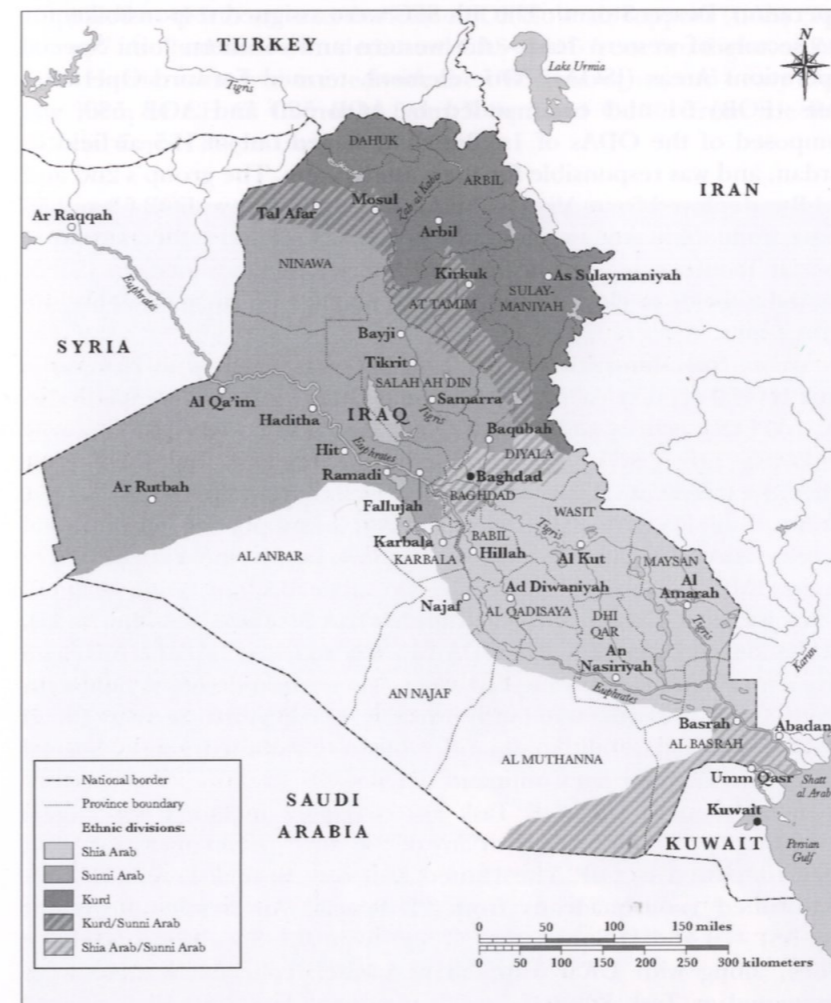 TURKEY
Tigris
Lake Urmia
N
DAHUK
ARBIL
IRAN
Ar Raqqah
Tal Afar
Mosul
Arbil
Euphrates
NINAWA
Kirkuk
As Sulaymaniyah
AT TAMIM
SULAY-
MANIYAH
SYRIA
Bayji
Tikrit
SALAH AH DIN
Al Qa'im
Samarra
Haditha
IRAQ
Tigris
Baqubah
Hit
Euphrates
DIYALA
Ramadi
Baghdad
Ar Rutbah
BAGHDAD
Fallujah
WASIT
AL ANBAR
Karbala
KARBALA
BABIL
Hillah
Tigris
Al Kut
MAYSAN
Al
Amarah
Najaf
Ad Diwaniyah
AL QADISAYA
DHI
QAR
Tigris
An
Nasiriyah
Karun
AN NAJAF
Euphrates
Basrah
Abadan
AL BASRAH
AL MUTHANNA
Umm Qasr
Shatt
al Arab
Kuwait
KUWAIT
Persian
Gulf
SAUDI
ARABIA
National border
Province boundary
Ethnic divisions:
Shia Arab
Sunni Arab
Kurd
Kurd/Sunni Arab
Shia Arab/Sunni Arab
0 50 100 150 miles
0 50 100 150 200 250 300 kilometers